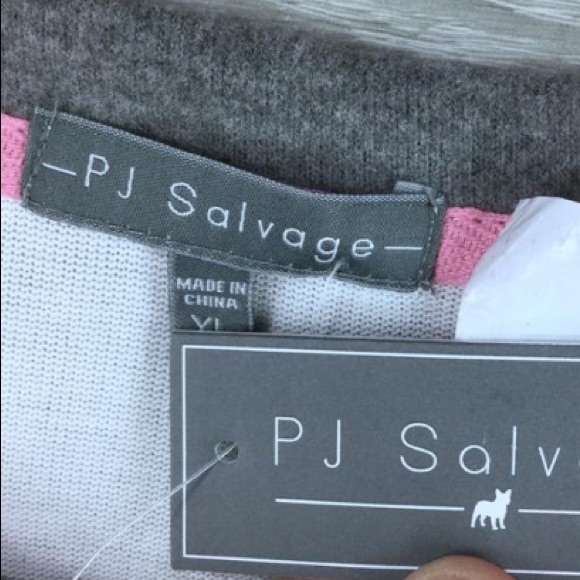 —PJ Salvage—
MADE IN
CHINA
XL
PJ Salv